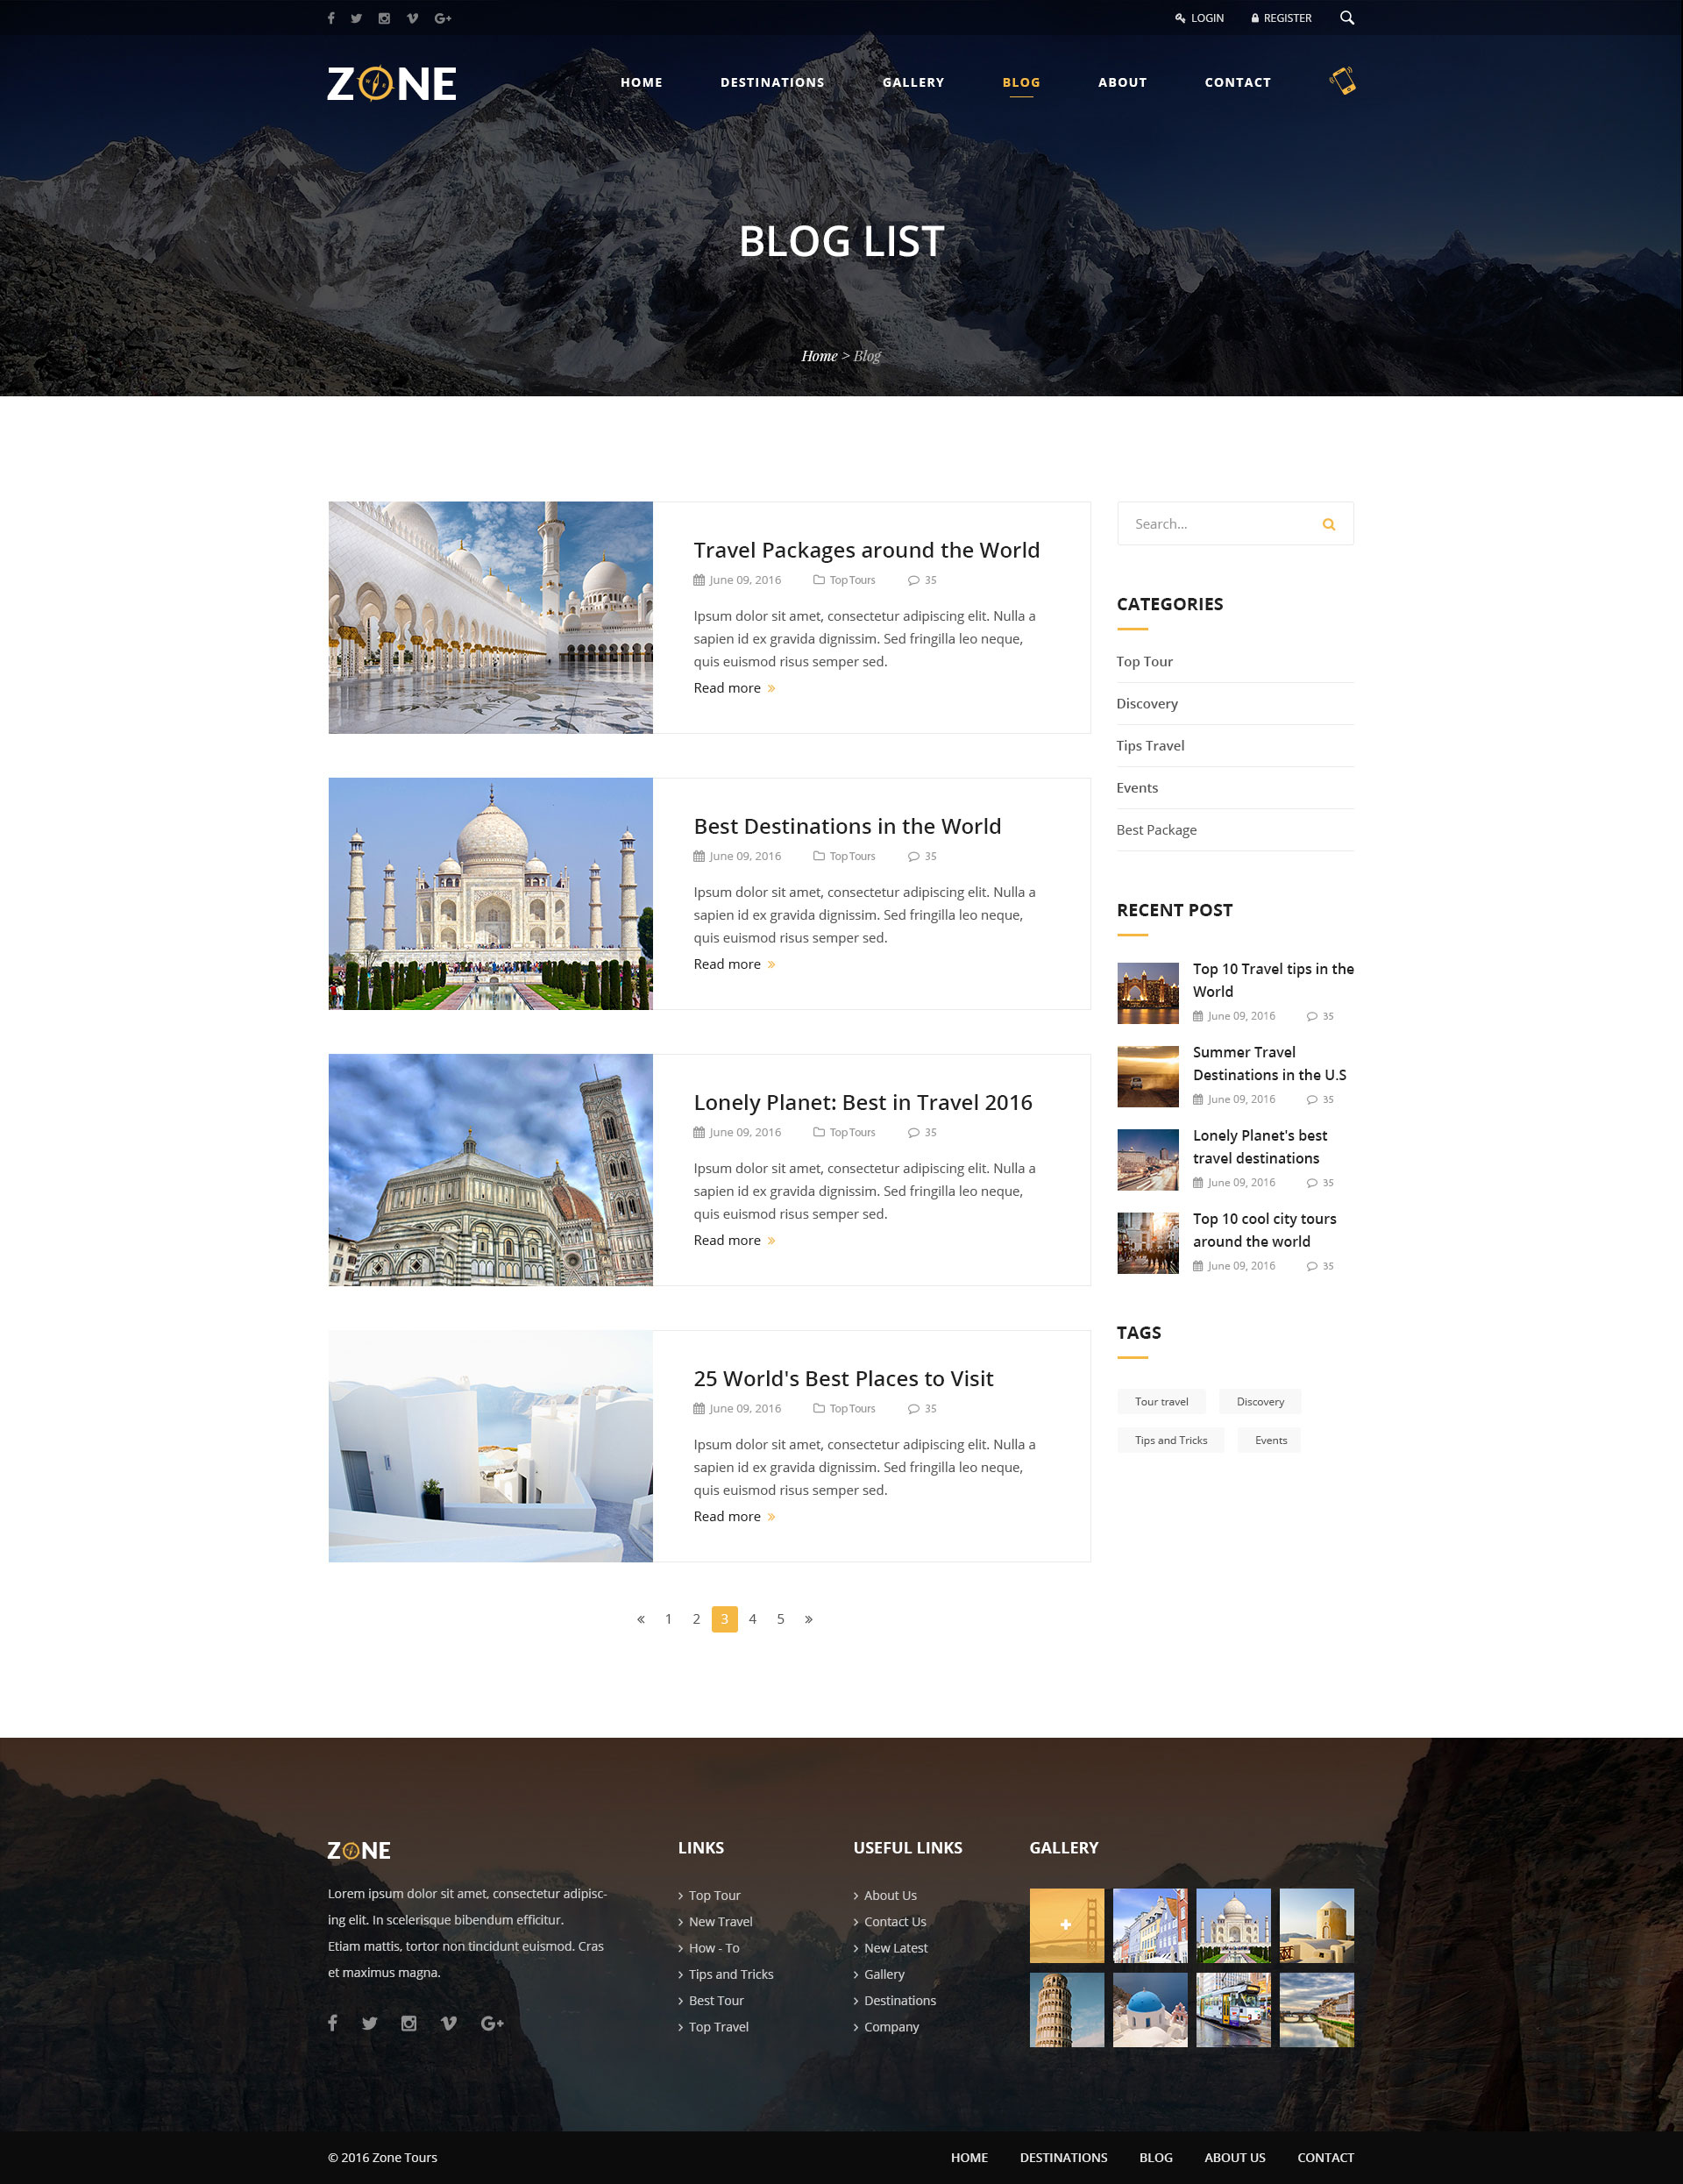 LOGIN REGISTER
ZONE HOME DESTINATIONS GALLERY BLOG ABOUT CONTACT
BLOG LIST
Home > Blog
Travel Packages around the World
June 09, 2016 Top Tours 35
Ipsum dolor sit amet, consectetur adipiscing elit. Nulla a
sapien id ex gravida dignissim. Sed fringilla leo neque,
quis euismod risus semper sed.
Read more »
Best Destinations in the World
June 09, 2016 Top Tours 35
Ipsum dolor sit amet, consectetur adipiscing elit. Nulla a
sapien id ex gravida dignissim. Sed fringilla leo neque,
quis euismod risus semper sed.
Read more »
Lonely Planet: Best in Travel 2016
June 09, 2016 Top Tours 35
Ipsum dolor sit amet, consectetur adipiscing elit. Nulla a
sapien id ex gravida dignissim. Sed fringilla leo neque,
quis euismod risus semper sed.
Read more »
25 World's Best Places to Visit
June 09, 2016 Top Tours 35
Ipsum dolor sit amet, consectetur adipiscing elit. Nulla a
sapien id ex gravida dignissim. Sed fringilla leo neque,
quis euismod risus semper sed.
Read more »
« 1 2 3 4 5 »
Search...
CATEGORIES
Top Tour
Discovery
Tips Travel
Events
Best Package
RECENT POST
Top 10 Travel tips in the
World
June 09, 2016 35
Summer Travel
Destinations in the U.S
June 09, 2016 35
Lonely Planet's best
travel destinations
June 09, 2016 35
Top 10 cool city tours
around the world
June 09, 2016 35
TAGS
Tour travel Discovery
Tips and Tricks Events
ZONE
Lorem ipsum dolor sit amet, consectetur adipisc-
ing elit. In scelerisque bibendum efficitur.
Etiam mattis, tortor non tincidunt euismod. Cras
et maximus magna.
LINKS
> Top Tour
> New Travel
> How - To
> Tips and Tricks
> Best Tour
> Top Travel
USEFUL LINKS
> About Us
> Contact Us
> New Latest
> Gallery
> Destinations
> Company
GALLERY
© 2016 Zone Tours HOME DESTINATIONS BLOG ABOUT US CONTACT